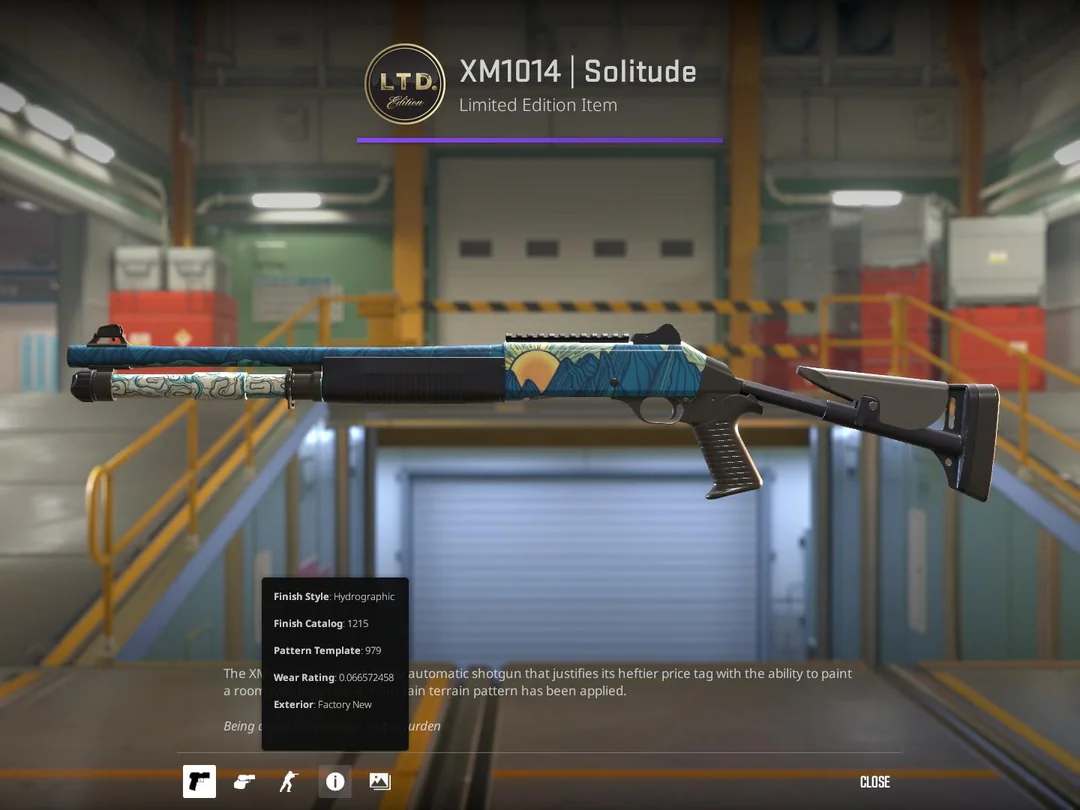 LTD.
Edition
XM1014 | Solitude
Limited Edition Item
Finish Style: Hydrographic
Finish Catalog: 1215
Pattern Template: 979
Wear Rating: 0.066572458
Exterior: Factory New
The XM automatic shotgun that justifies its heftier price tag with the ability to paint
a room ain terrain pattern has been applied.
Being urden
CLOSE